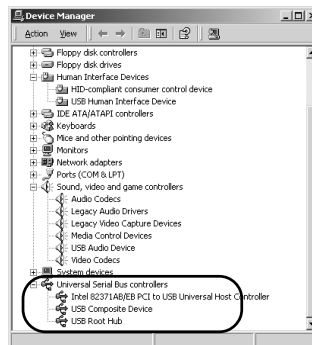 Device Manager
Action View
Floppy disk controllers
Floppy disk drives
Human Interface Devices
HID-compliant consumer control device
USB Human Interface Device
IDE ATA/ATAPI controllers
Keyboards
Mice and other pointing devices
Monitors
Network adapters
Ports (COM & LPT)
Sound, video and game controllers
Audio Codecs
Legacy Audio Drivers
Legacy Video Capture Devices
Media Control Devices
USB Audio Device
Video Codecs
System devices
Universal Serial Bus controllers
Intel 82371AB/EB PCI to USB Universal Host Controller
USB Composite Device
USB Root Hub